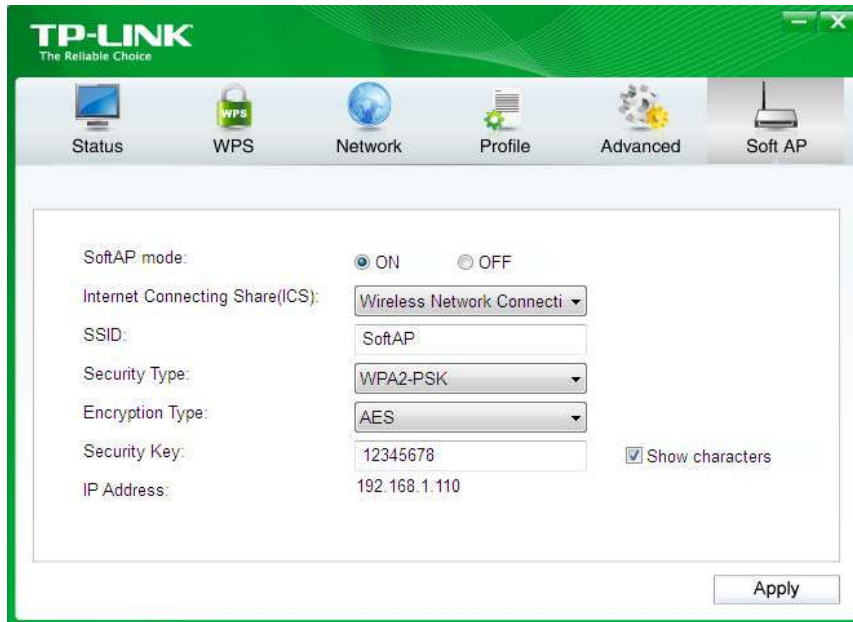 TP-LINK
The Reliable Choice
WPS
Status WPS Network Profile Advanced Soft AP
SoftAP mode: ON OFF
Internet Connecting Share(ICS): Wireless Network Connecti
SSID: SoftAP
Security Type: WPA2-PSK
Encryption Type: AES
Security Key: 12345678 Show characters
IP Address: 192.168.1.110
Apply